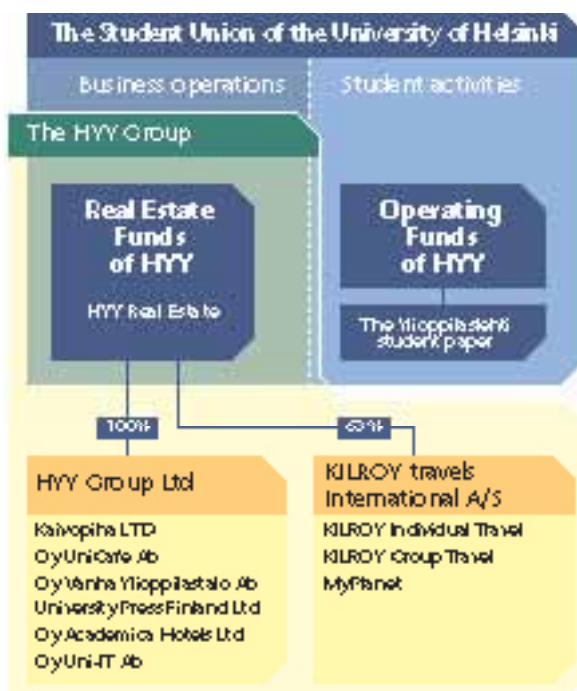 The Student Union of the University of Helsinki
Business operations
Student activities
The HYY Group
Real Estate
Funds
of HYY
HYY Real Estate
Operating
Funds
of HYY
The Ylioppilaslehti
student paper
100%
63%
HYY Group Ltd
Kaivopiha LTD
Oy UniCafe Ab
Oy Vanha Ylioppilastalo Ab
University Press Finland Ltd
Oy Academica Hotels Ltd
Oy Uni-IT Ab
KILROY travels
International A/S
KILROY Individual Travel
KILROY Group Travel
MyPlanet